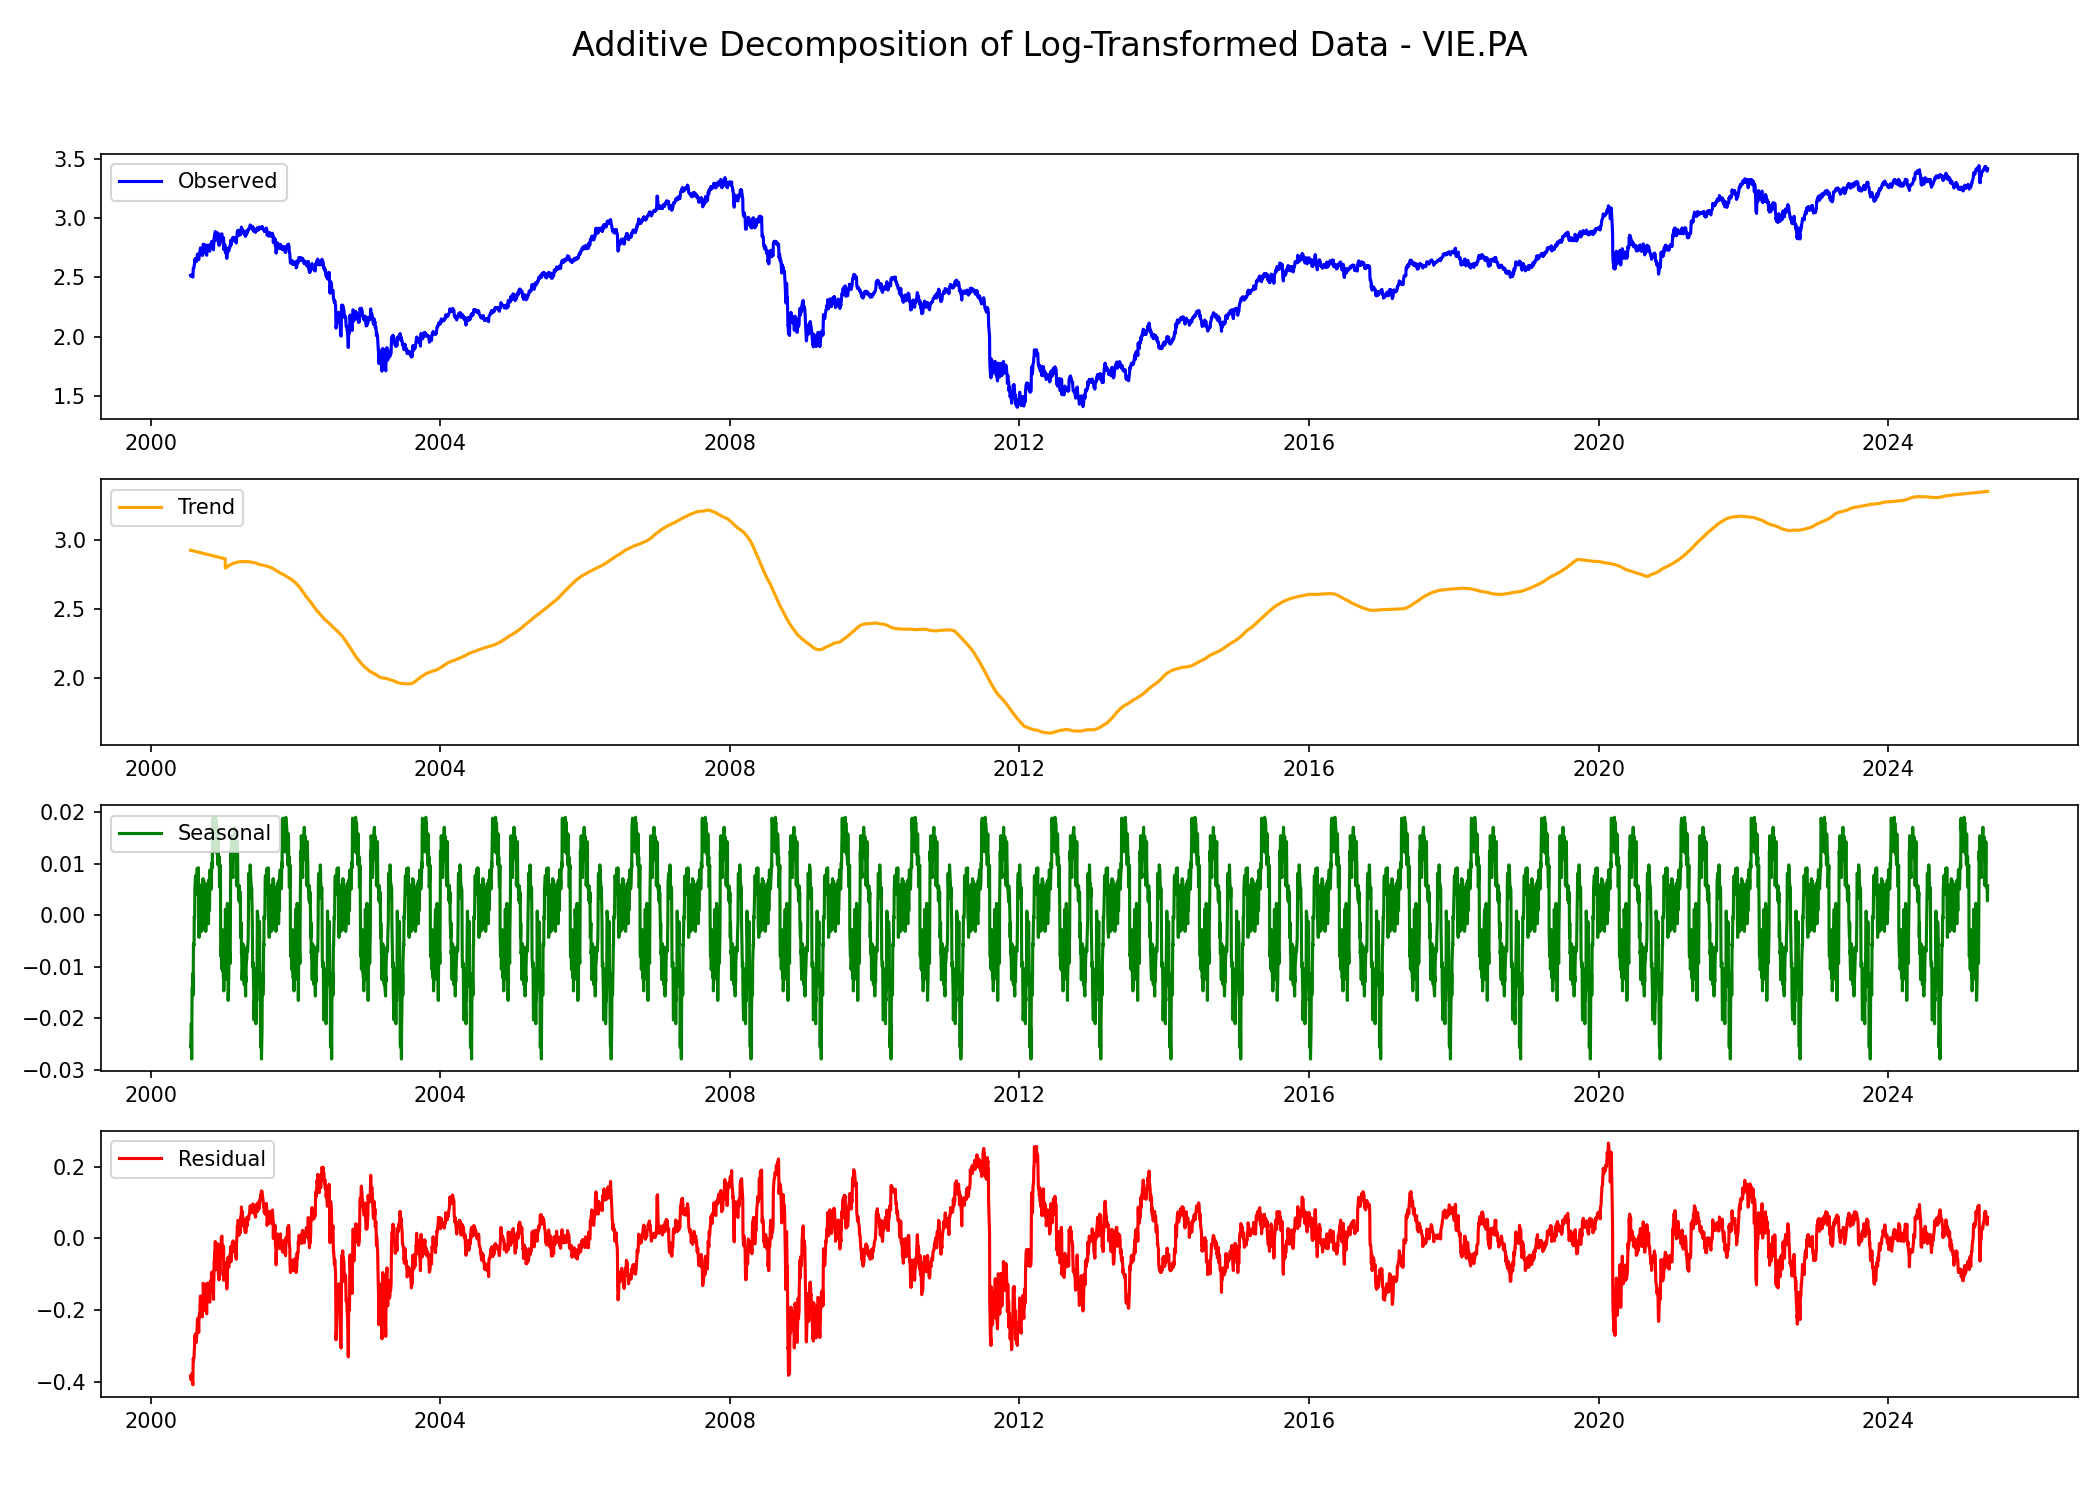 Additive Decomposition of Log-Transformed Data - VIE.PA
3.5
3.0
2.5
2.0
1.5
Observed
2000 2004 2008 2012 2016 2020 2024
3.0
2.5
2.0
Trend
2000 2004 2008 2012 2016 2020 2024
0.02
0.01
0.00
−0.01
−0.02
−0.03
Seasonal
2000 2004 2008 2012 2016 2020 2024
0.2
0.0
−0.2
−0.4
Residual
2000 2004 2008 2012 2016 2020 2024